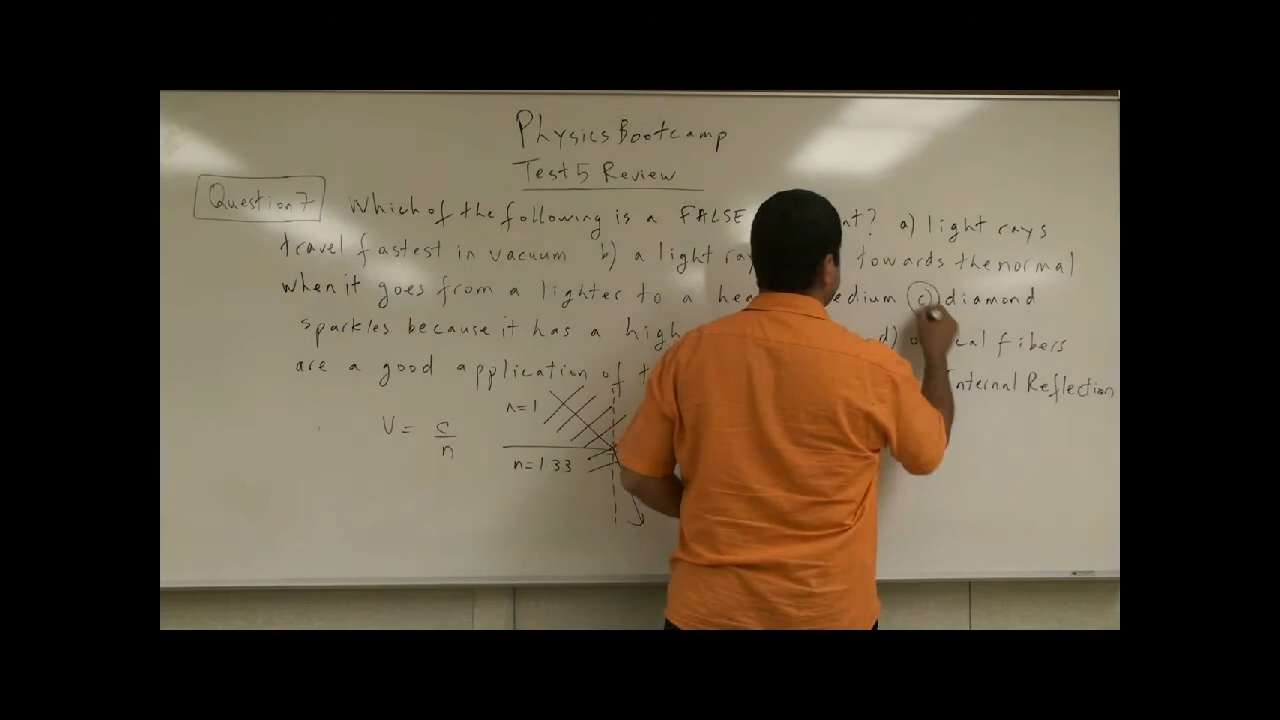 Physics Bootcamp
Test 5 Review
Question 7 Which of the following is a FALSE ? a) light rays
travel fastest in vacuum b) a light towards the normal
when it goes from a lighter to a c) diamond
sparkles because it has a high d) fibers
are a good application of Internal Reflection
n=1
V = c/n
n=1.33